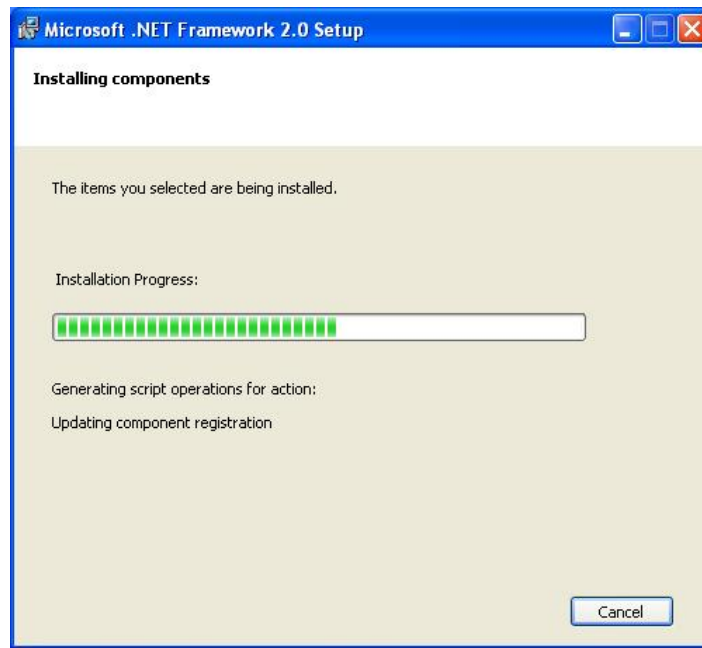 Microsoft .NET Framework 2.0 Setup
Installing components
The items you selected are being installed.
Installation Progress:
Generating script operations for action:
Updating component registration
Cancel